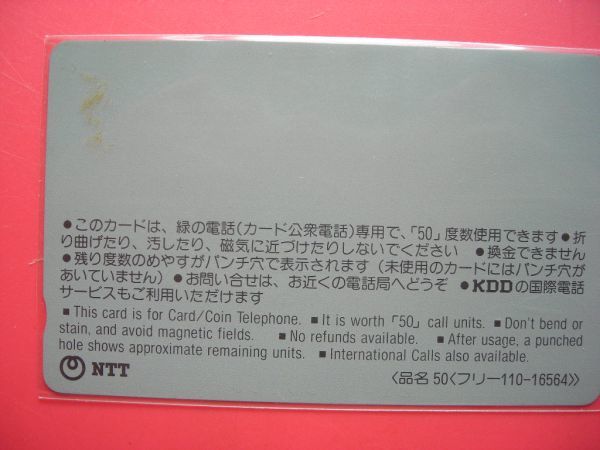 ●このカードは、緑の電話(カード公衆電話)専用で、「50」度数使用できます●折
り曲げたり、汚したり、磁気に近づけたりしないでください ●換金できません
●残り度数のめやすがパンチ穴で表示されます(未使用のカードにはパンチ穴が
あいていません) ●お問い合せは、お近くの電話局へどうぞ ●KDDの国際電話
サービスもご利用いただけます
■ This card is for Card/Coin Telephone. ■ It is worth「50」call units. ■ Don't bend or
stain, and avoid magnetic fields. ■ No refunds available. ■ After usage, a punched
hole shows approximate remaining units. ■ International Calls also available.
NTT 〈品名 50〈フリー110-16564〉〉